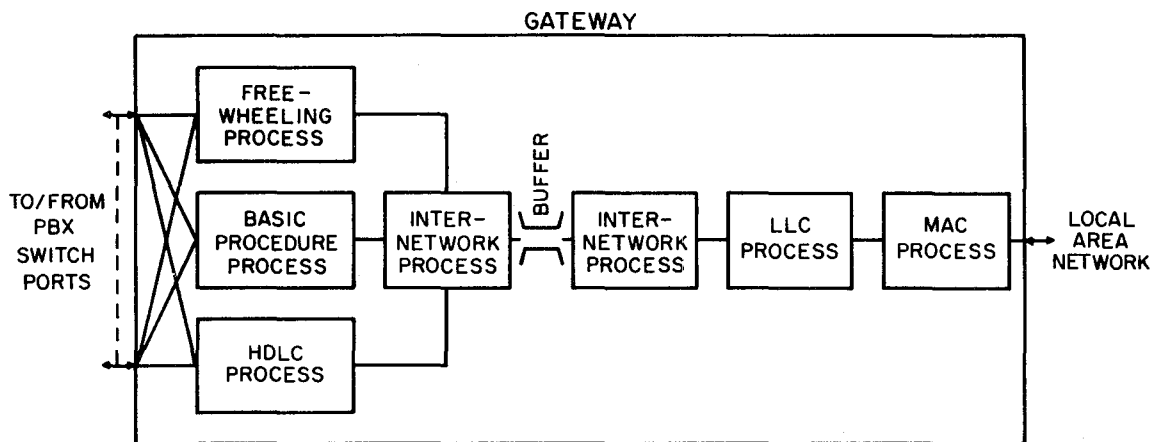 GATEWAY
FREE-
WHEELING
PROCESS
TO/FROM
PBX
SWITCH
PORTS
BASIC
PROCEDURE
PROCESS
HDLC
PROCESS
INTER-
NETWORK
PROCESS
BUFFER
INTER-
NETWORK
PROCESS
LLC
PROCESS
MAC
PROCESS
LOCAL
AREA
NETWORK